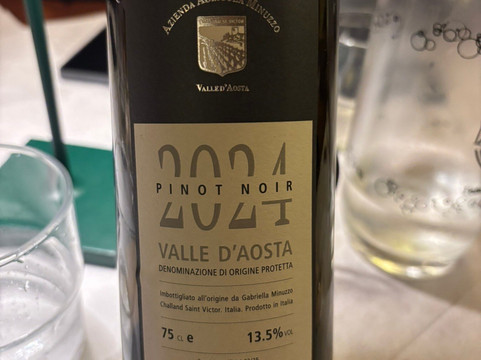 AZIENDA AGRICOLA MINUZZO
VALLE D'AOSTA
2024
PINOT NOIR
VALLE D'AOSTA
DENOMINAZIONE DI ORIGINE PROTETTA
Imbottigliato all'origine da Gabriella Minuzzo
Challand Saint Victor. Italia. Prodotto in Italia
75 CL e 13.5% VOL